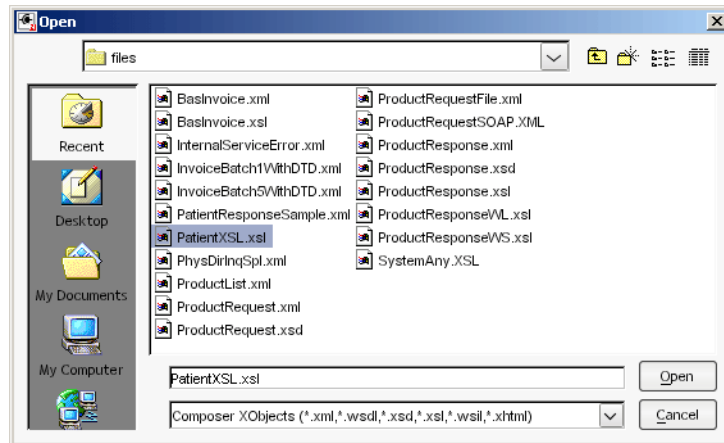 Open
files
Recent
Desktop
My Documents
My Computer
BasInvoice.xml
BasInvoice.xsl
InternalServiceError.xml
InvoiceBatch1WithDTD.xml
InvoiceBatch5WithDTD.xml
PatientResponseSample.xml
PatientXSL.xsl
PhysDirInqSpl.xml
ProductList.xml
ProductRequest.xml
ProductRequest.xsd
ProductRequestFile.xml
ProductRequestSOAP.XML
ProductResponse.xml
ProductResponse.xsd
ProductResponse.xsl
ProductResponseWL.xsl
ProductResponseWS.xsl
SystemAny.XSL
PatientXSL.xsl
Open
Composer XObjects (*.xml,*.wsdl,*.xsd,*.xsl,*.wsil,*.xhtml)
Cancel